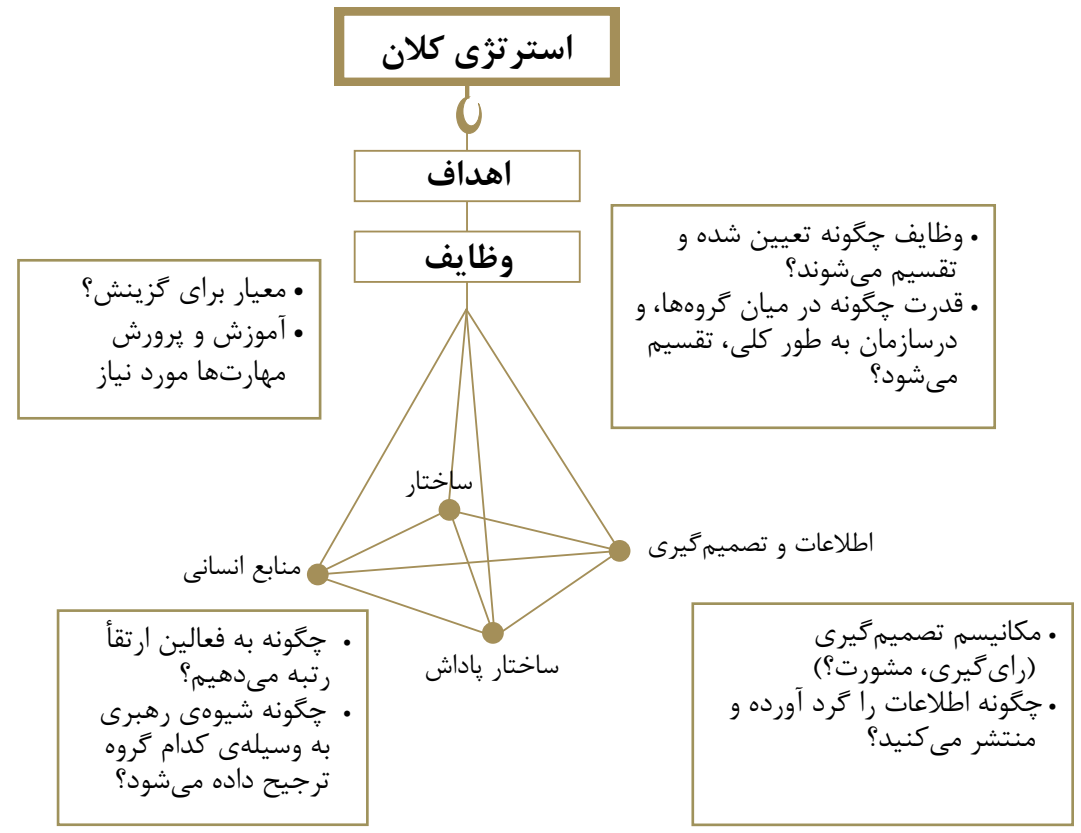 استرتژی کلان
اهداف
وظایف
• وظایف چگونه تعیین شده و
تقسیم می‌شوند؟
• قدرت چگونه در میان گروه‌ها، و
درسازمان به طور کلی، تقسیم
می‌شود؟
• معیار برای گزینش؟
• آموزش و پرورش
مهارت‌ها مورد نیاز
ساختار
اطلاعات و تصمیم‌گیری
منابع انسانی
ساختار پاداش
• مکانیسم تصمیم‌گیری
(رای‌گیری، مشورت؟)
• چگونه اطلاعات را گرد آورده و
منتشر می‌کنید؟
• چگونه به فعالین ارتقأ
رتبه می‌دهیم؟
• چگونه شیوه‌ی رهبری
به وسیله‌ی کدام گروه
ترجیح داده می‌شود؟